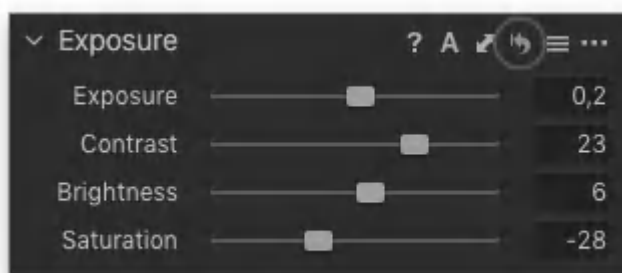 Exposure ? A ...
Exposure 0,2
Contrast 23
Brightness 6
Saturation -28